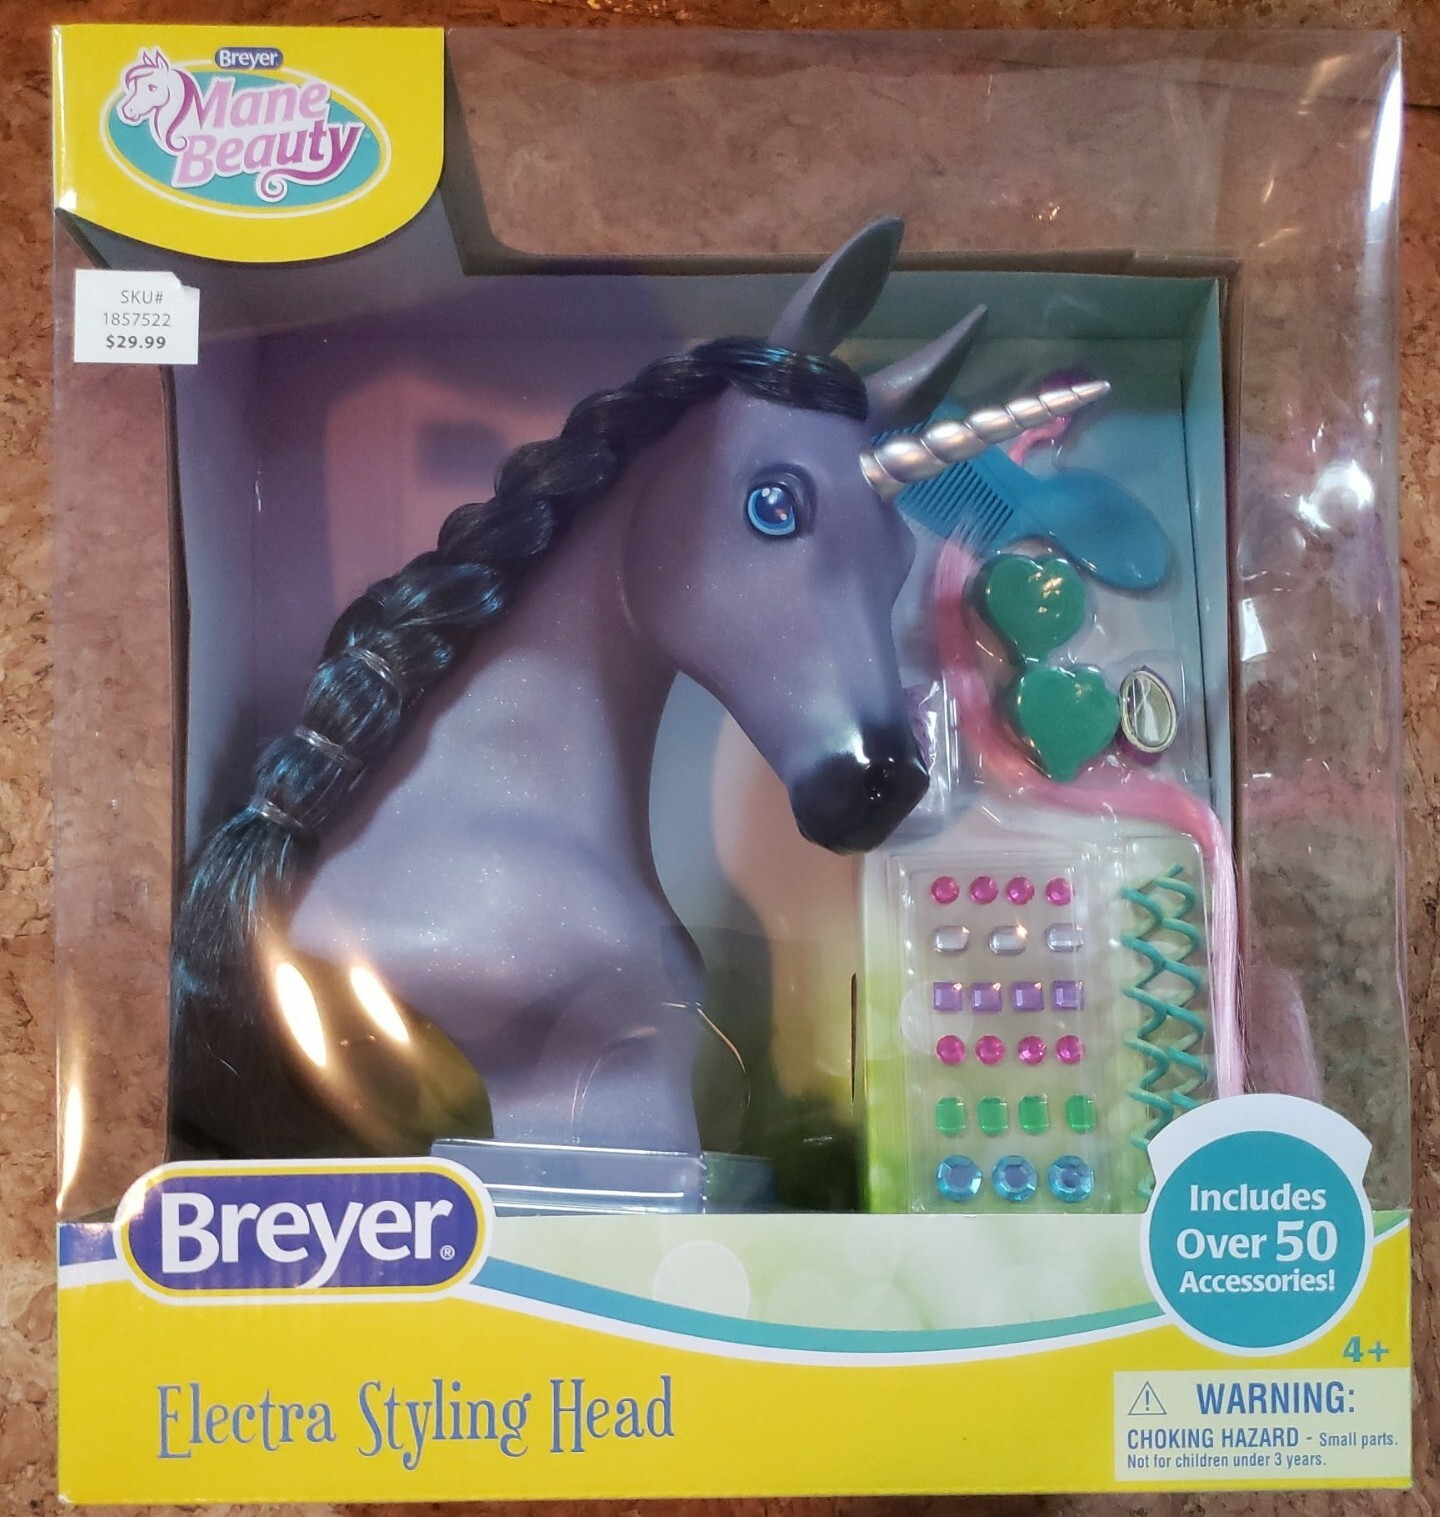 Breyer
Mane
Beauty
SKU#
1857522
$29.99
Breyer®
Includes
Over 50
Accessories!
4+
Electra Styling Head
WARNING:
CHOKING HAZARD - Small parts.
Not for children under 3 years.